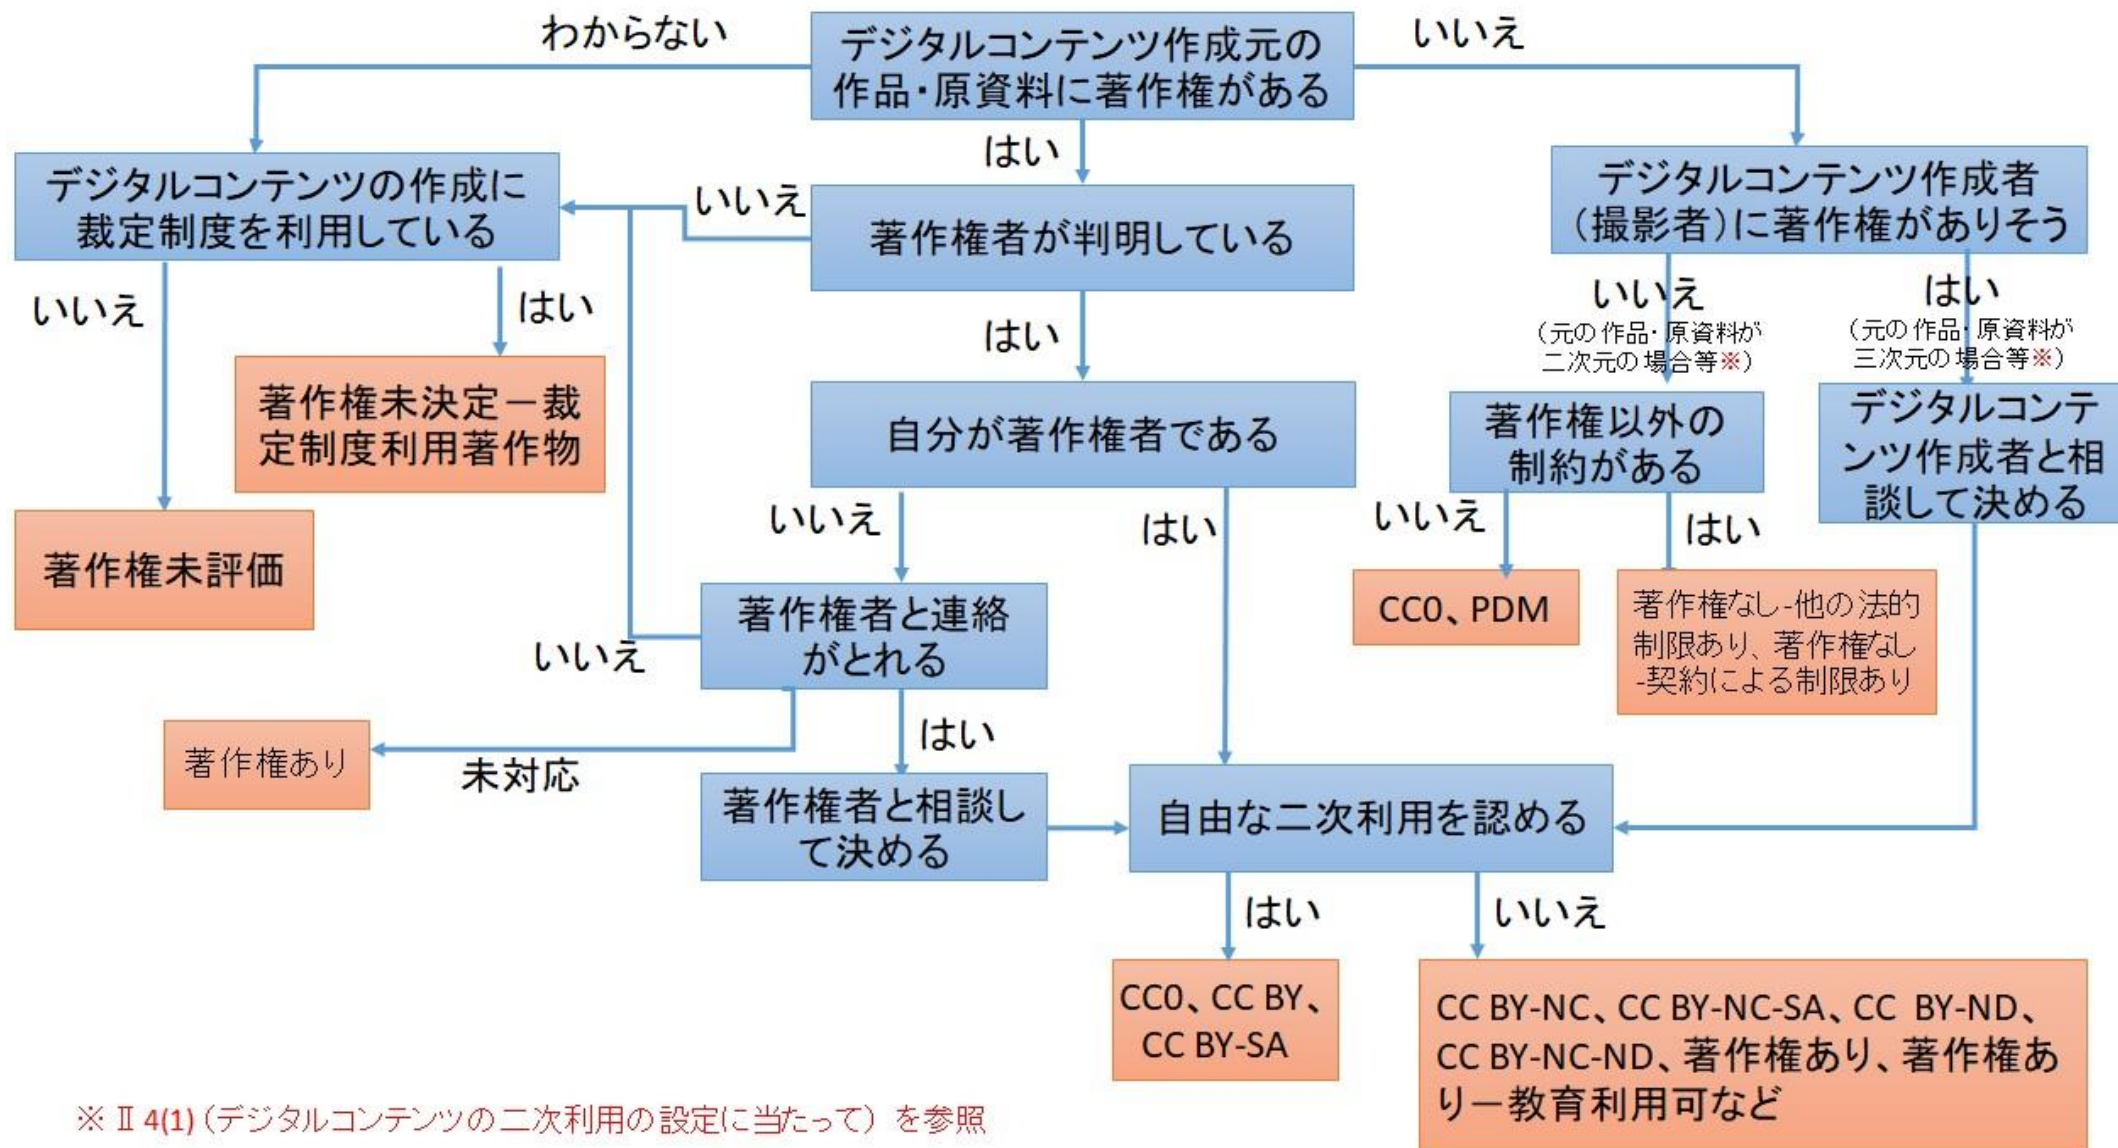 わからない
デジタルコンテンツ作成元の
作品・原資料に著作権がある
いいえ
はい
デジタルコンテンツの作成に
裁定制度を利用している
いいえ
著作権者が判明している
デジタルコンテンツ作成者
（撮影者）に著作権がありそう
いいえ
はい
はい
いいえ
（元の作品・原資料が
二次元の場合等※）
はい
（元の作品・原資料が
三次元の場合等※）
著作権未決定－裁
定制度利用著作物
自分が著作権者である
著作権以外の
制約がある
デジタルコンテ
ンツ作成者と相
談して決める
著作権未評価
いいえ
はい
いいえ
はい
著作権者と連絡
がとれる
いいえ
CC0、PDM
著作権なし-他の法的
制限あり、著作権なし
-契約による制限あり
著作権あり
未対応
はい
著作権者と相談し
て決める
自由な二次利用を認める
はい
いいえ
CC0、CC BY、
CC BY-SA
CC BY-NC、CC BY-NC-SA、CC BY-ND、
CC BY-NC-ND、著作権あり、著作権あ
り－教育利用可など
※Ⅱ4(1)（デジタルコンテンツの二次利用の設定に当たって）を参照